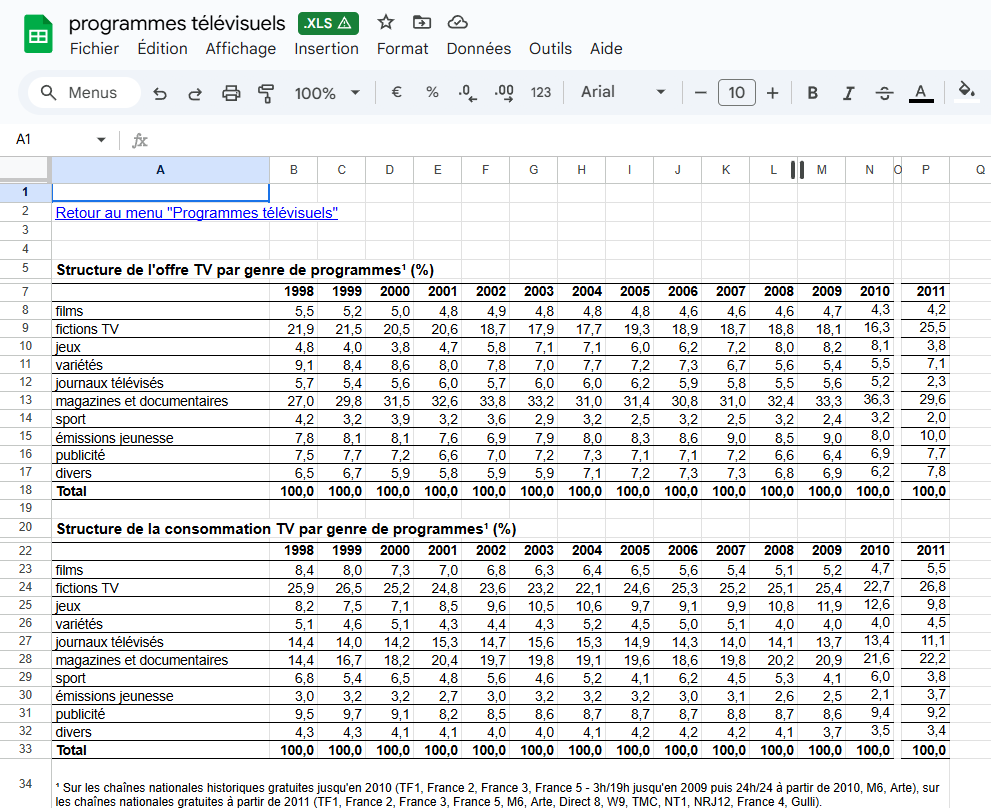 programmes télévisuels .XLS
Fichier Édition Affichage Insertion Format Données Outils Aide
Menus 100% € % .0 .00 123 Arial 10 B I S A
A1 fx
A B C D E F G H I J K L M N O P Q
1
2 Retour au menu "Programmes télévisuels"
3
4
5 Structure de l'offre TV par genre de programmes¹ (%)
7 1998 1999 2000 2001 2002 2003 2004 2005 2006 2007 2008 2009 2010 2011
8 films 5,5 5,2 5,0 4,8 4,9 4,8 4,8 4,8 4,6 4,6 4,6 4,7 4,3 4,2
9 fictions TV 21,9 21,5 20,5 20,6 18,7 17,9 17,7 19,3 18,9 18,7 18,8 18,1 16,3 25,5
10 jeux 4,8 4,0 3,8 4,7 5,8 7,1 7,1 6,0 6,2 7,2 8,0 8,2 8,1 3,8
11 variétés 9,1 8,4 8,6 8,0 7,8 7,0 7,7 7,2 7,3 6,7 5,6 5,4 5,5 7,1
12 journaux télévisés 5,7 5,4 5,6 6,0 5,7 6,0 6,0 6,2 5,9 5,8 5,5 5,6 5,2 2,3
13 magazines et documentaires 27,0 29,8 31,5 32,6 33,8 33,2 31,0 31,4 30,8 31,0 32,4 33,3 36,3 29,6
14 sport 4,2 3,2 3,9 3,2 3,6 2,9 3,2 2,5 3,2 2,5 3,2 2,4 3,2 2,0
15 émissions jeunesse 7,8 8,1 8,1 7,6 6,9 7,9 8,0 8,3 8,6 9,0 8,5 9,0 8,0 10,0
16 publicité 7,5 7,7 7,2 6,6 7,0 7,2 7,3 7,1 7,1 7,2 6,6 6,4 6,9 7,7
17 divers 6,5 6,7 5,9 5,8 5,9 5,9 7,1 7,2 7,3 7,3 6,8 6,9 6,2 7,8
18 Total 100,0 100,0 100,0 100,0 100,0 100,0 100,0 100,0 100,0 100,0 100,0 100,0 100,0 100,0
19
20 Structure de la consommation TV par genre de programmes¹ (%)
22 1998 1999 2000 2001 2002 2003 2004 2005 2006 2007 2008 2009 2010 2011
23 films 8,4 8,0 7,3 7,0 6,8 6,3 6,4 6,5 5,6 5,4 5,1 5,2 4,7 5,5
24 fictions TV 25,9 26,5 25,2 24,8 23,6 23,2 22,1 24,6 25,3 25,2 25,1 25,4 22,7 26,8
25 jeux 8,2 7,5 7,1 8,5 9,6 10,5 10,6 9,7 9,1 9,9 10,8 11,9 12,6 9,8
26 variétés 5,1 4,6 5,1 4,3 4,4 4,3 5,2 4,5 5,0 5,1 4,0 4,0 4,0 4,5
27 journaux télévisés 14,4 14,0 14,2 15,3 14,7 15,6 15,3 14,9 14,3 14,0 14,1 13,7 13,4 11,1
28 magazines et documentaires 14,4 16,7 18,2 20,4 19,7 19,8 19,1 19,6 18,6 19,8 20,2 20,9 21,6 22,2
29 sport 6,8 5,4 6,5 4,8 5,6 4,6 5,2 4,1 6,2 4,5 5,3 4,1 6,0 3,8
30 émissions jeunesse 3,0 3,2 3,2 2,7 3,0 3,2 3,2 3,2 3,0 3,1 2,6 2,5 2,1 3,7
31 publicité 9,5 9,7 9,1 8,2 8,5 8,6 8,7 8,7 8,7 8,8 8,7 8,6 9,4 9,2
32 divers 4,3 4,3 4,1 4,1 4,0 4,0 4,1 4,2 4,2 4,2 4,1 3,7 3,5 3,4
33 Total 100,0 100,0 100,0 100,0 100,0 100,0 100,0 100,0 100,0 100,0 100,0 100,0 100,0 100,0
34 ¹ Sur les chaînes nationales historiques gratuites jusqu'en 2010 (TF1, France 2, France 3, France 5 - 3h/19h jusqu'en 2009 puis 24h/24 à partir de 2010, M6, Arte), sur
les chaînes nationales gratuites à partir de 2011 (TF1, France 2, France 3, France 5, M6, Arte, Direct 8, W9, TMC, NT1, NRJ12, France 4, Gulli).